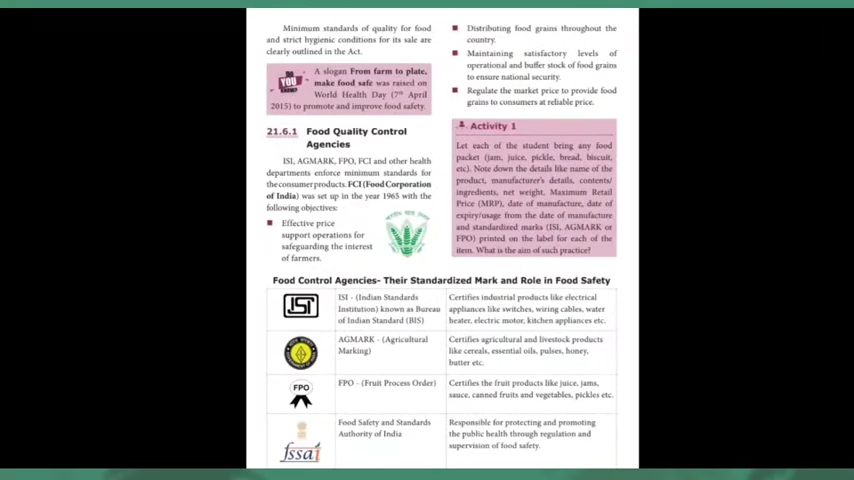 Minimum standards of quality for food
and strict hygienic conditions for its sale are
clearly outlined in the Act.
DO
YOU
KNOW?
A slogan From farm to plate,
make food safe was raised on
World Health Day (7th April
2015) to promote and improve food safety.
21.6.1 Food Quality Control
Agencies
ISI, AGMARK, FPO, FCI and other health
departments enforce minimum standards for
the consumer products. FCI (Food Corporation
of India) was set up in the year 1965 with the
following objectives:
Effective price
support operations for
safeguarding the interest
of farmers.
Distributing food grains throughout the
country.
Maintaining satisfactory levels of
operational and buffer stock of food grains
to ensure national security.
Regulate the market price to provide food
grains to consumers at reliable price.
Activity 1
Let each of the student bring any food
packet (jam, juice, pickle, bread, biscuit,
etc). Note down the details like name of the
product, manufacturer's details, contents/
ingredients, net weight, Maximum Retail
Price (MRP), date of manufacture, date of
expiry/usage from the date of manufacture
and standardized marks (ISI, AGMARK or
FPO) printed on the label for each of the
item. What is the aim of such practice?
Food Control Agencies- Their Standardized Mark and Role in Food Safety
ISI
ISI - (Indian Standards
Institution) known as Bureau
of Indian Standard (BIS)
Certifies industrial products like electrical
appliances like switches, wiring cables, water
heater, electric motor, kitchen appliances etc.
AGMARK - (Agricultural
Marking)
Certifies agricultural and livestock products
like cereals, essential oils, pulses, honey,
butter etc.
FPO
FPO - (Fruit Process Order)
Certifies the fruit products like juice, jams,
sauce, canned fruits and vegetables, pickles etc.
fssai
Food Safety and Standards
Authority of India
Responsible for protecting and promoting
the public health through regulation and
supervision of food safety.